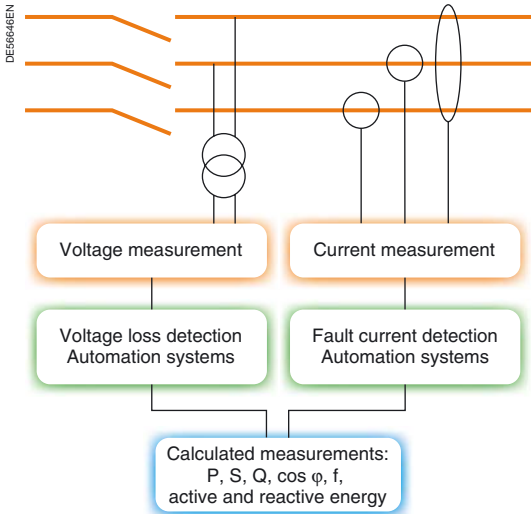 DE56646EN
Voltage measurement
Current measurement
Voltage loss detection
Automation systems
Fault current detection
Automation systems
Calculated measurements:
P, S, Q, cos φ, f,
active and reactive energy